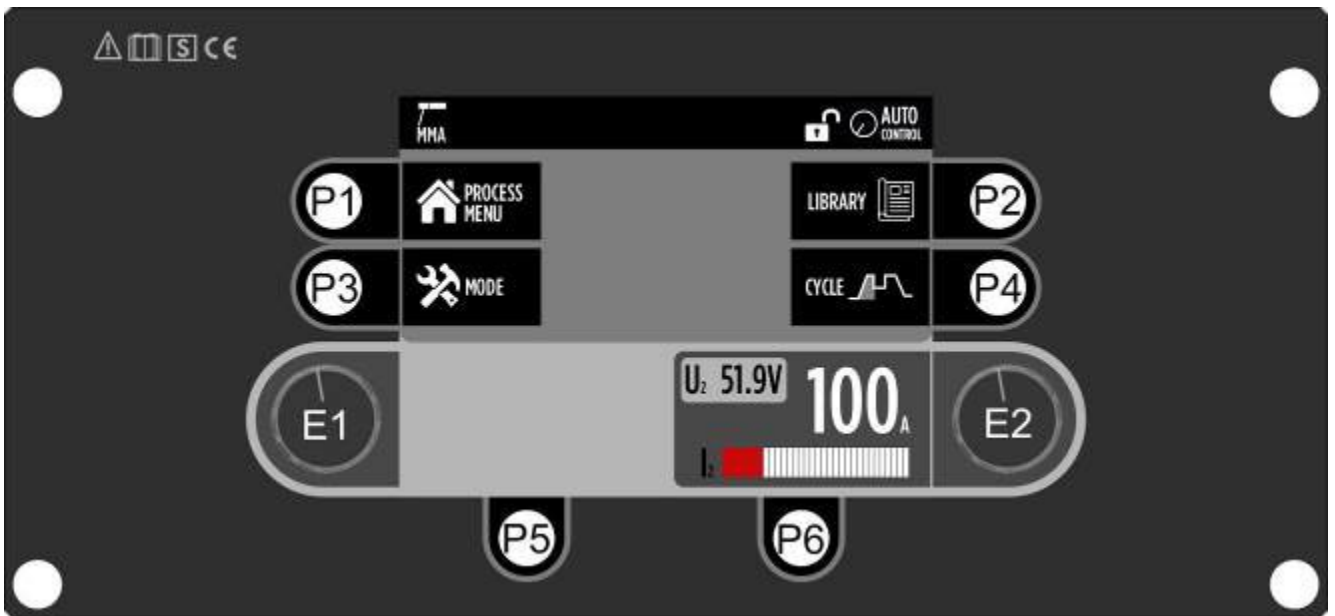 S CE
MMA
AUTO
CONTROL
P1
PROCESS
MENU
LIBRARY
P2
P3
MODE
CYCLE
P4
E1
U2 51.9V
100A
I2
E2
P5
P6